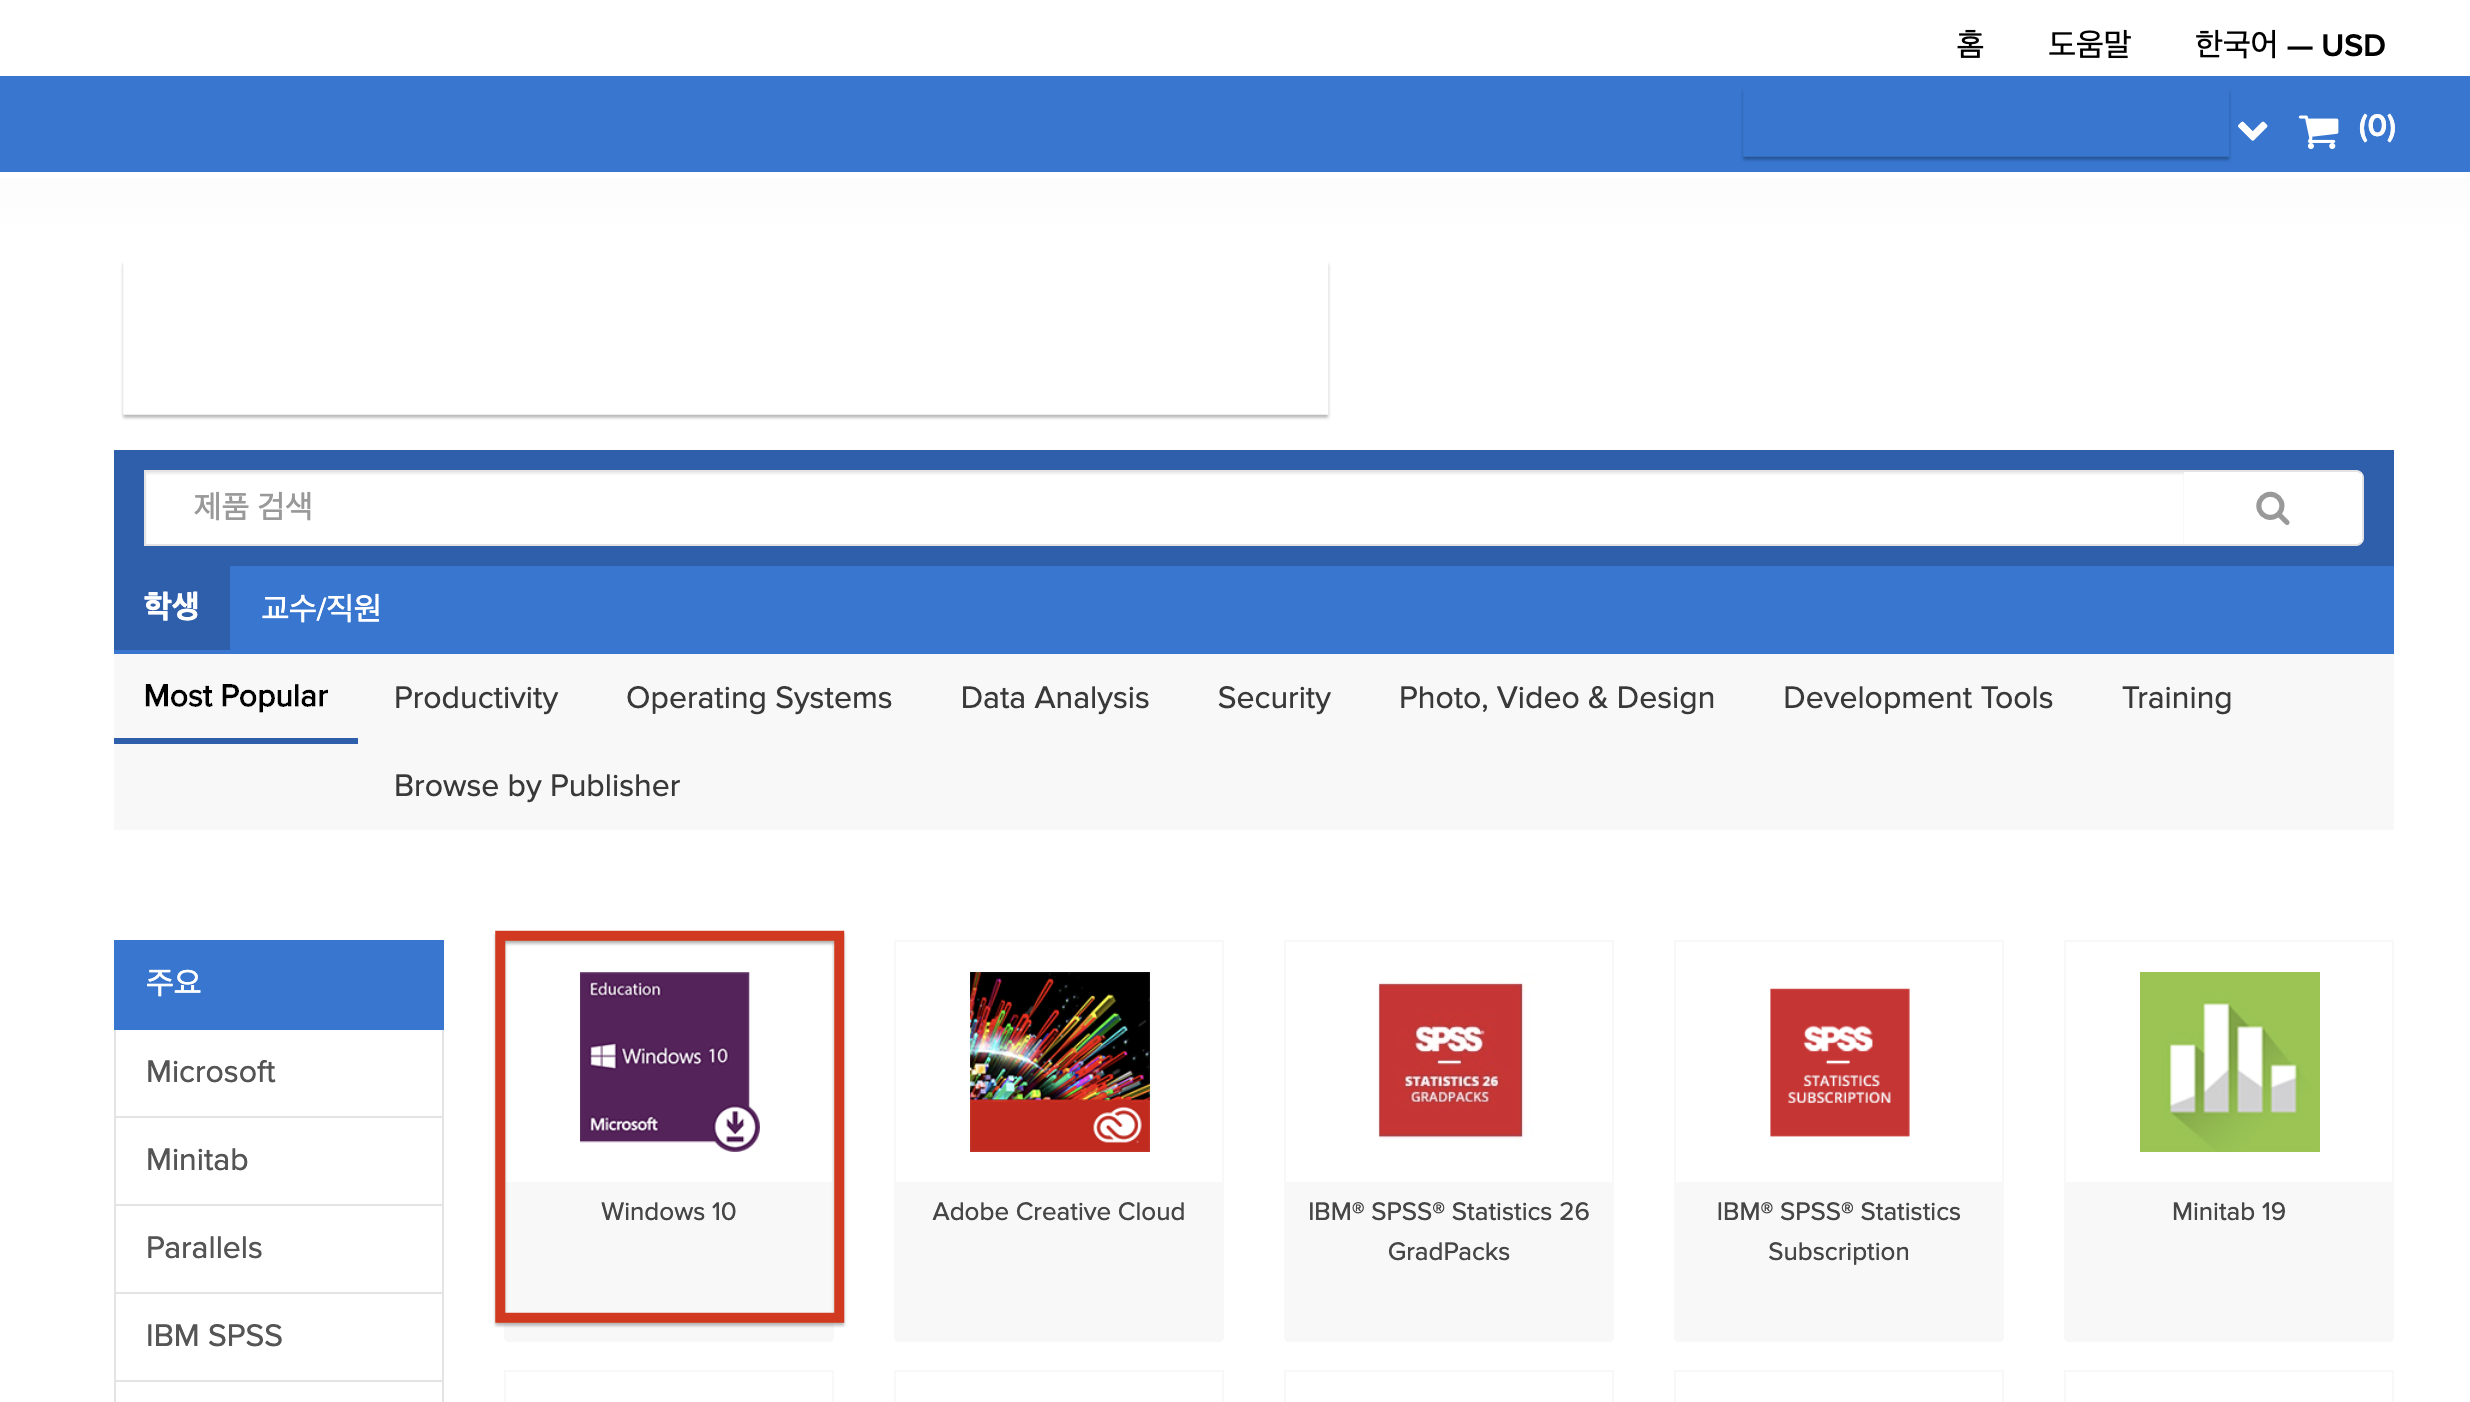 홈 도움말 한국어 — USD
(0)
제품 검색
학생 교수/직원
Most Popular Productivity Operating Systems Data Analysis Security Photo, Video & Design Development Tools Training
Browse by Publisher
주요
Microsoft
Minitab
Parallels
IBM SPSS
Education
Windows 10
Microsoft
Windows 10
Adobe Creative Cloud
SPSS
STATISTICS 26
GRADPACKS
IBM® SPSS® Statistics 26
GradPacks
SPSS
STATISTICS
SUBSCRIPTION
IBM® SPSS® Statistics
Subscription
Minitab 19